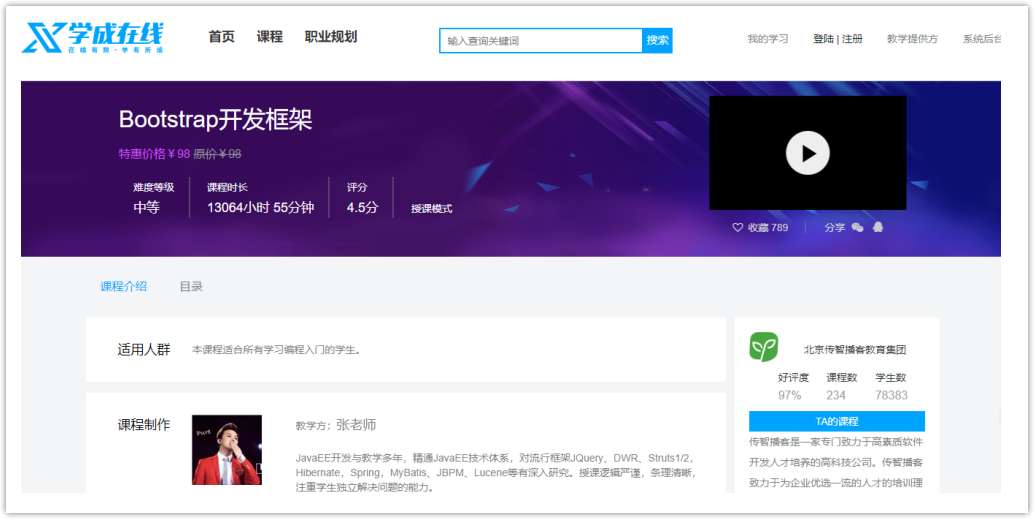 学成在线
在线有我·学有所成
首页 课程 职业规划
输入查询关键词 搜索
我的学习 登陆 | 注册 教学提供方 系统后台
Bootstrap开发框架
特惠价格￥98 原价￥98
难度等级 课程时长 评分
中等 13064小时 55分钟 4.5分 授课模式
收藏 789 分享
课程介绍 目录
适用人群 本课程适合所有学习编程入门的学生。
课程制作 教学方：张老师
Pure
JavaEE开发与教学多年，精通JavaEE技术体系，对流行框架JQuery、DWR、Struts1/2，
Hibernate，Spring，MyBatis、JBPM、Lucene等有深入研究。授课逻辑严谨，条理清晰，
注重学生独立解决问题的能力。
北京传智播客教育集团
好评度 课程数 学生数
97% 234 78383
TA的课程
传智播客是一家专门致力于高素质软件
开发人才培养的高科技公司。传智播客
致力于为企业优选一流的人才的培训理